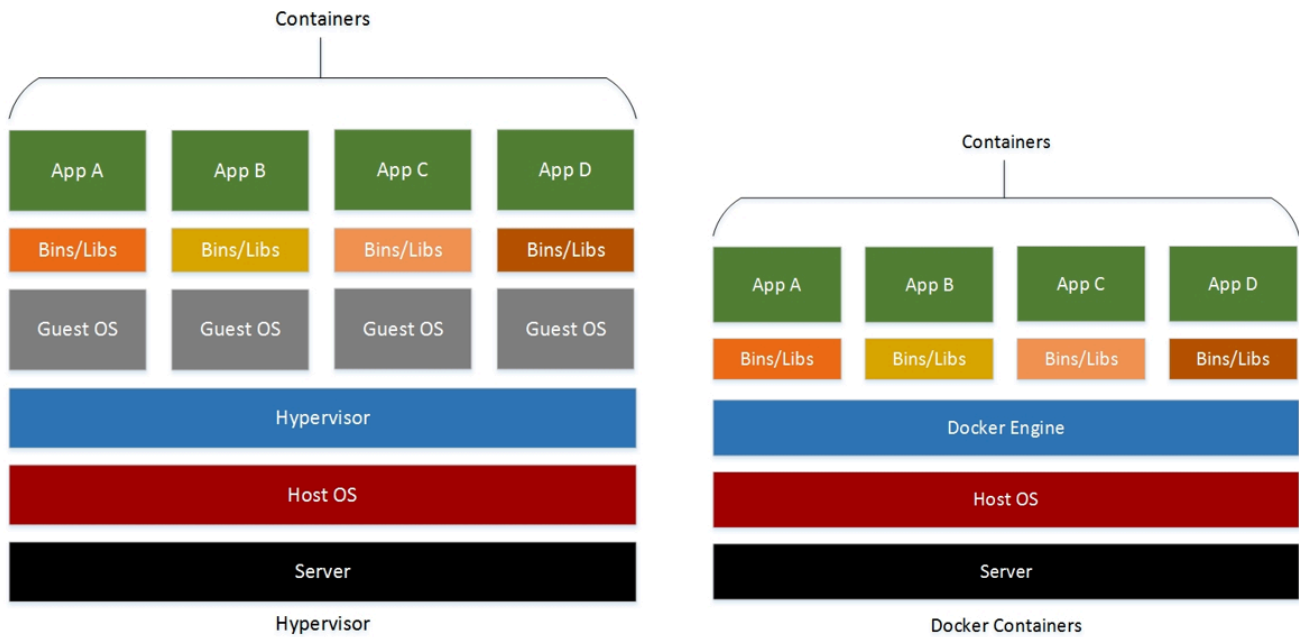 Containers
App A
App B
App C
App D
Bins/Libs
Bins/Libs
Bins/Libs
Bins/Libs
Guest OS
Guest OS
Guest OS
Guest OS
Hypervisor
Host OS
Server
Hypervisor
Containers
App A
App B
App C
App D
Bins/Libs
Bins/Libs
Bins/Libs
Bins/Libs
Docker Engine
Host OS
Server
Docker Containers